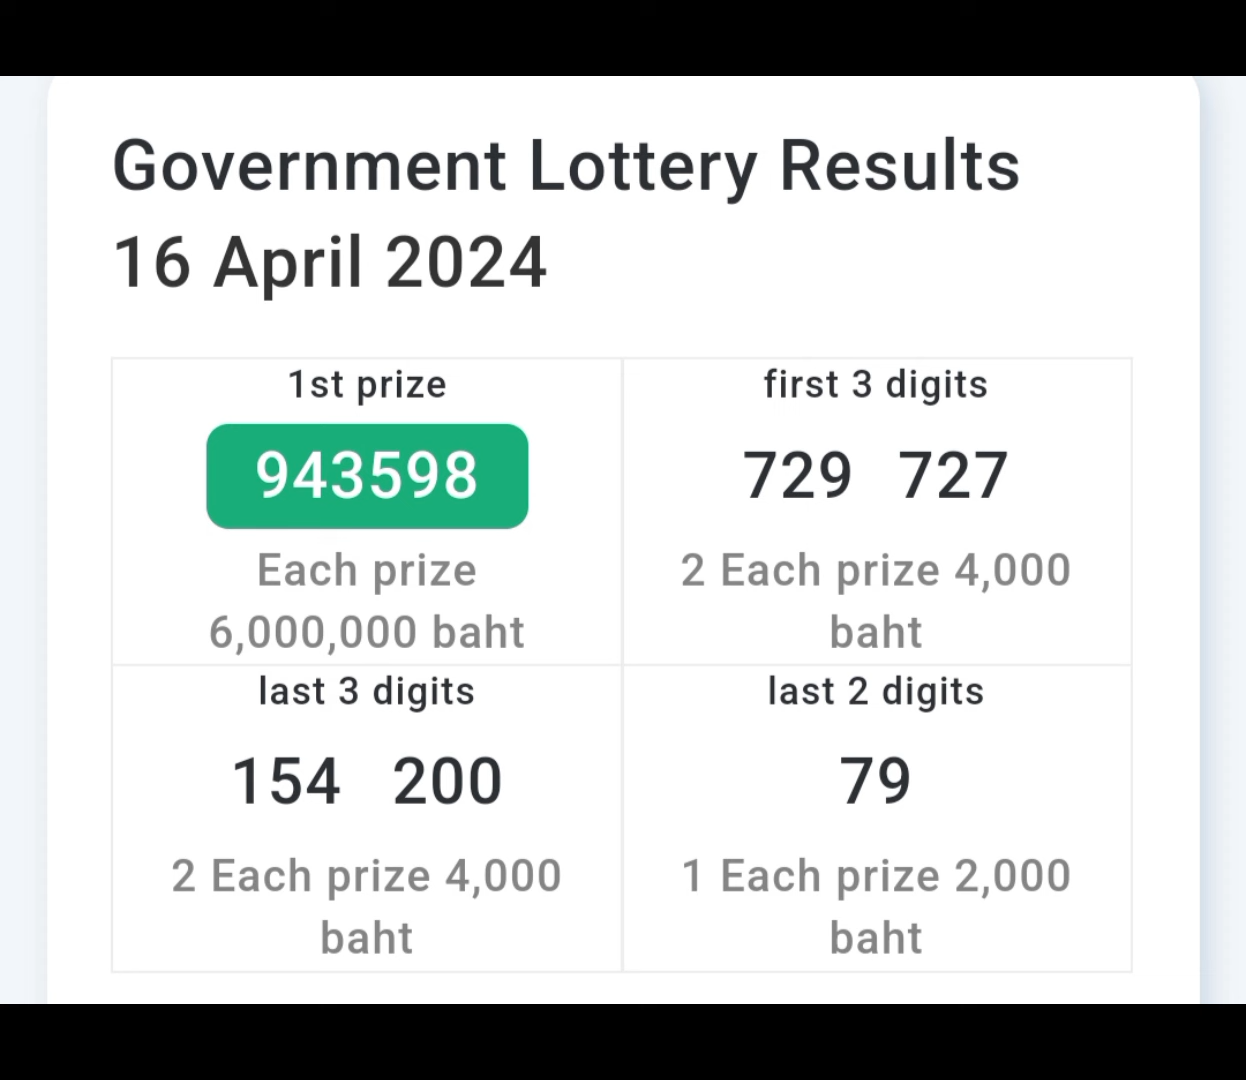 Government Lottery Results
16 April 2024
1st prize
943598
Each prize
6,000,000 baht
first 3 digits
729 727
2 Each prize 4,000
baht
last 3 digits
154 200
2 Each prize 4,000
baht
last 2 digits
79
1 Each prize 2,000
baht